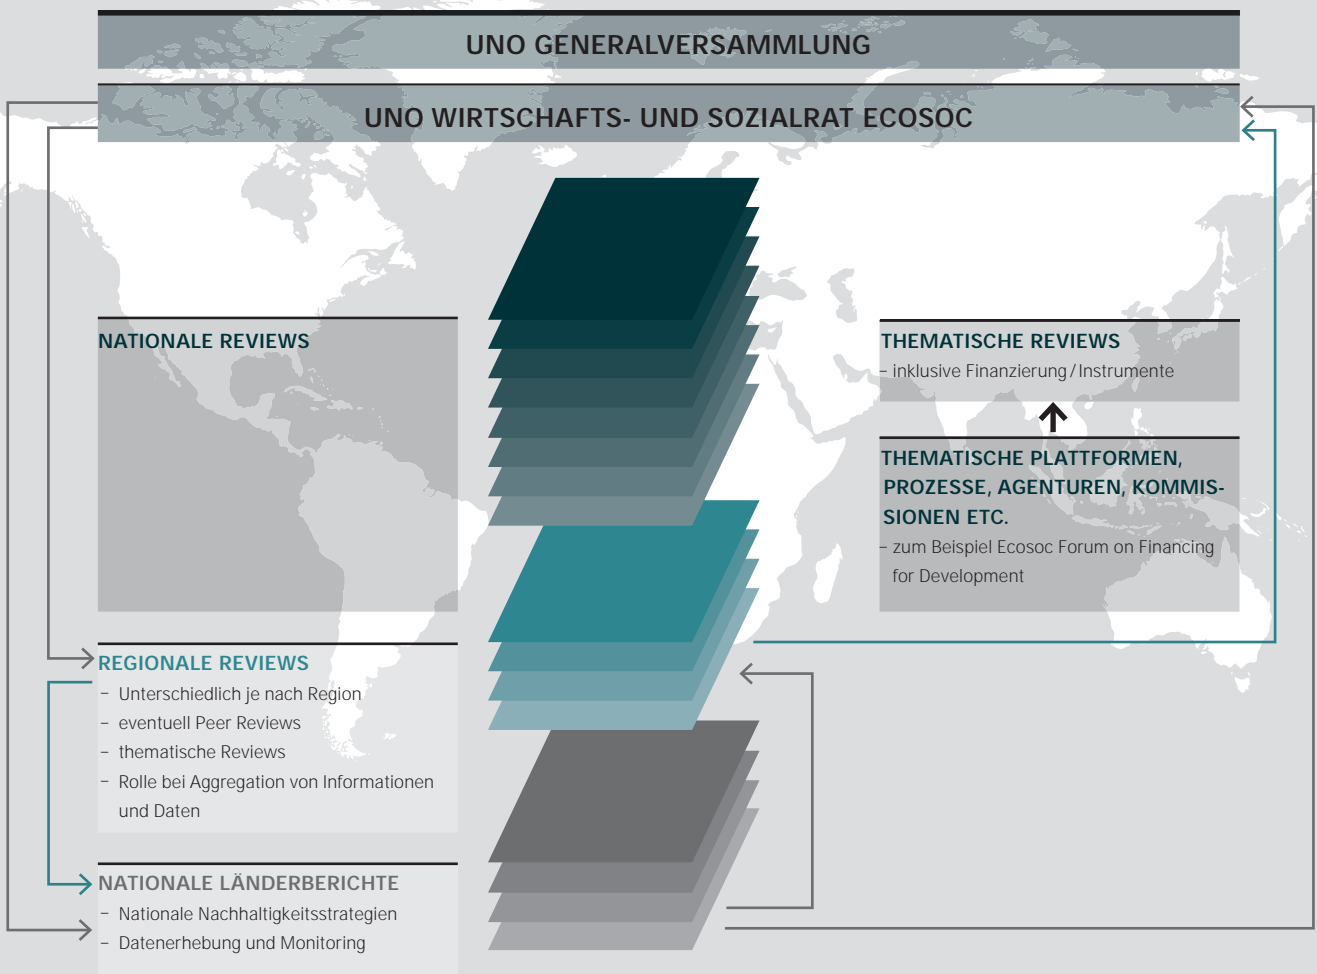 UNO GENERALVERSAMMLUNG
UNO WIRTSCHAFTS- UND SOZIALRAT ECOSOC
NATIONALE REVIEWS
THEMATISCHE REVIEWS
– inklusive Finanzierung / Instrumente
THEMATISCHE PLATTFORMEN,
PROZESSE, AGENTUREN, KOMMIS-
SIONEN ETC.
– zum Beispiel Ecosoc Forum on Financing
for Development
REGIONALE REVIEWS
– Unterschiedlich je nach Region
– eventuell Peer Reviews
– thematische Reviews
– Rolle bei Aggregation von Informationen
und Daten
NATIONALE LÄNDERBERICHTE
– Nationale Nachhaltigkeitsstrategien
– Datenerhebung und Monitoring